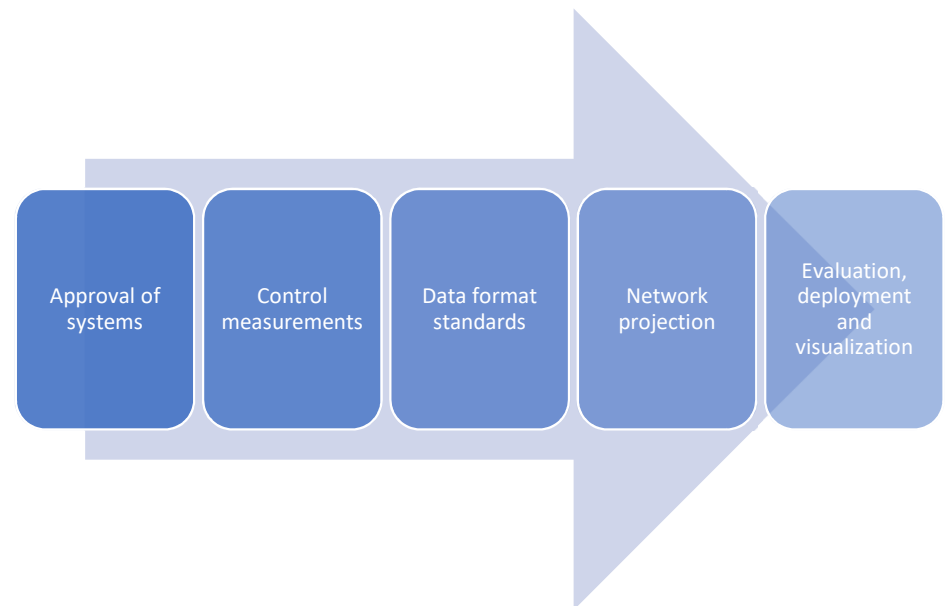 Approval of
systems
Control
measurements
Data format
standards
Network
projection
Evaluation,
deployment
and
visualization